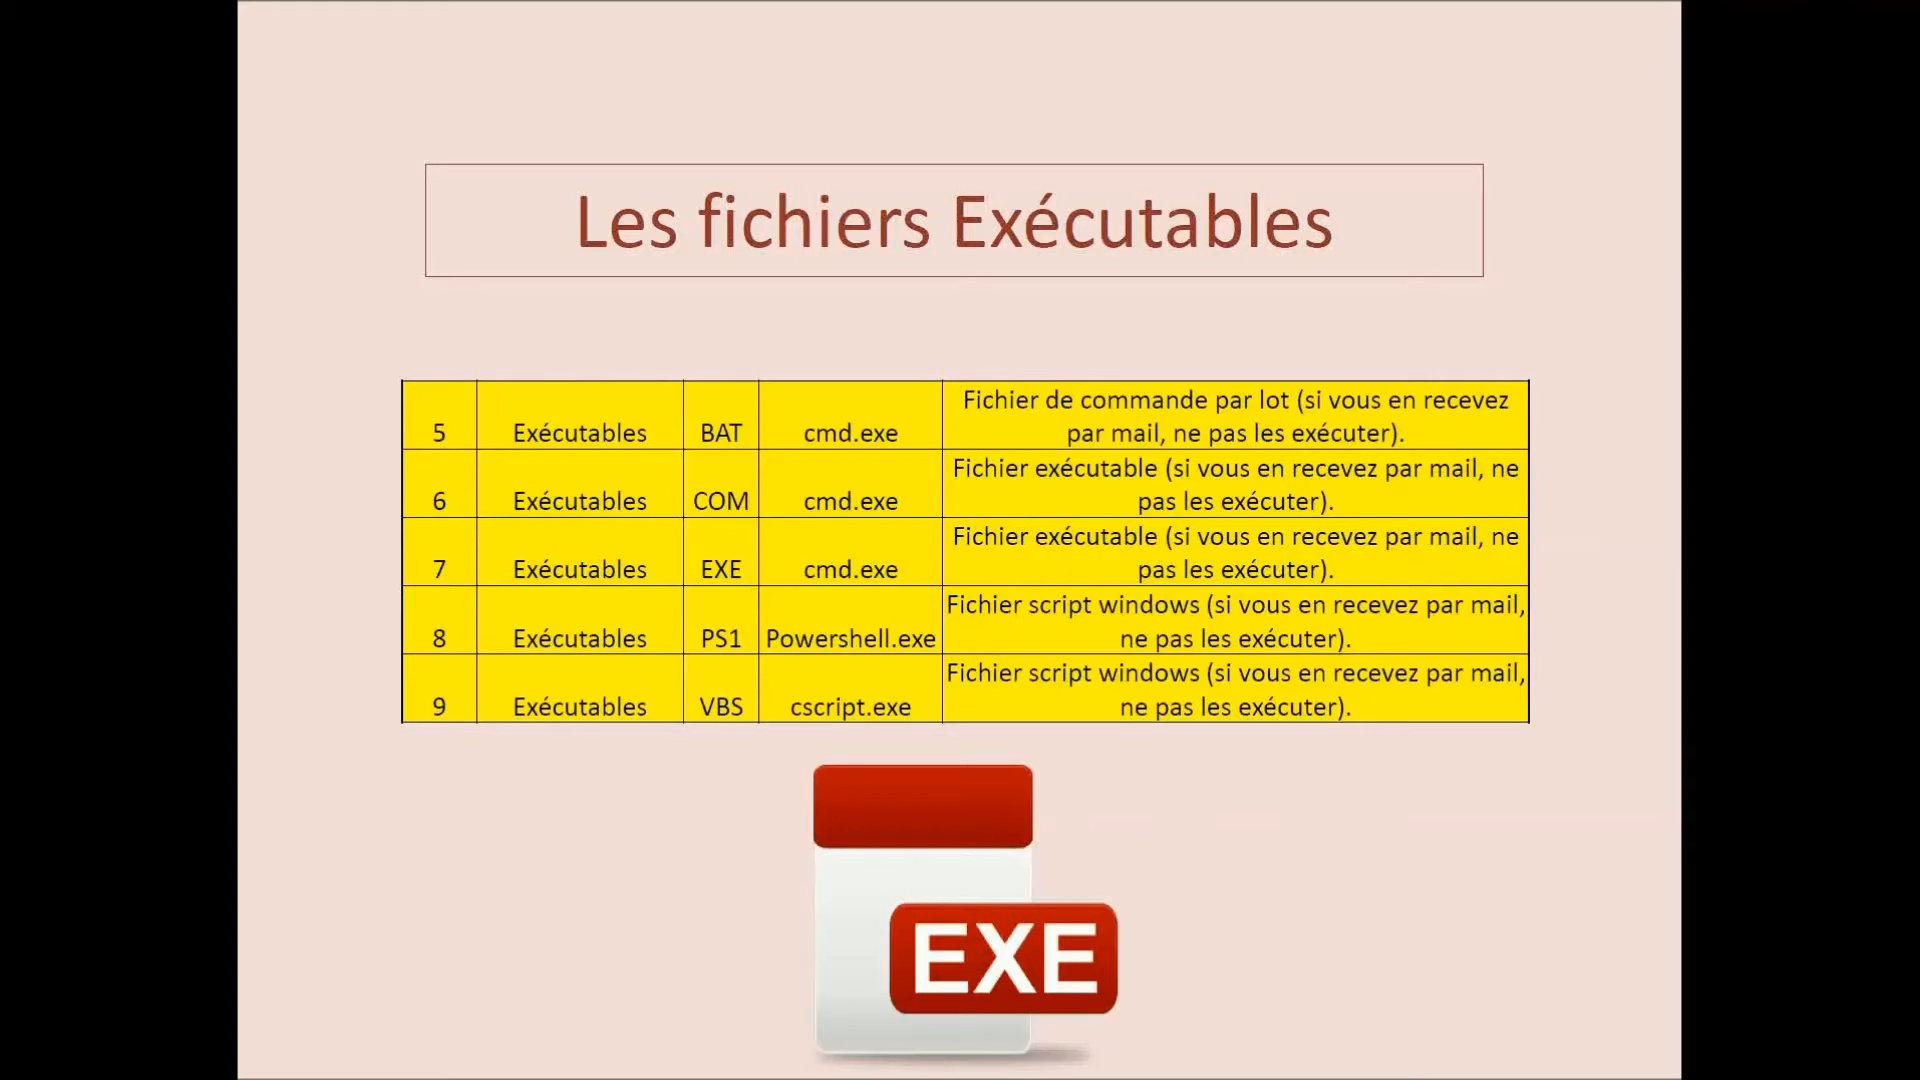 Les fichiers Exécutables
Fichier de commande par lot (si vous en recevez
5 Exécutables BAT cmd.exe par mail, ne pas les exécuter).
Fichier exécutable (si vous en recevez par mail, ne
6 Exécutables COM cmd.exe pas les exécuter).
Fichier exécutable (si vous en recevez par mail, ne
7 Exécutables EXE cmd.exe pas les exécuter).
Fichier script windows (si vous en recevez par mail,
8 Exécutables PS1 Powershell.exe ne pas les exécuter).
Fichier script windows (si vous en recevez par mail,
9 Exécutables VBS cscript.exe ne pas les exécuter).
EXE